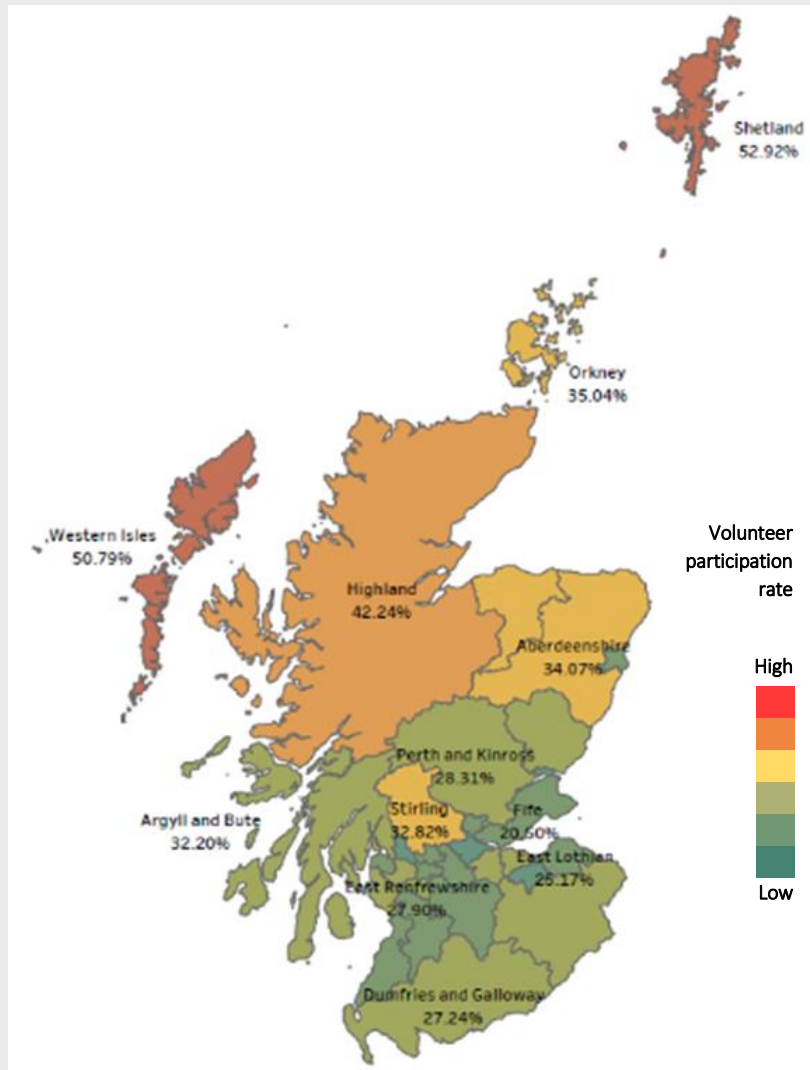 Shetland
52.92%
Orkney
35.04%
Western Isles
50.79%
Volunteer
participation
rate
Highland
42.24%
Aberdeenshire
34.07%
High
Perth and Kinross
28.31%
Stirling
32.82%
Fife
20.60%
Argyll and Bute
32.20%
East Lothian
25.17%
East Renfrewshire
27.90%
Low
Dumfries and Galloway
27.24%